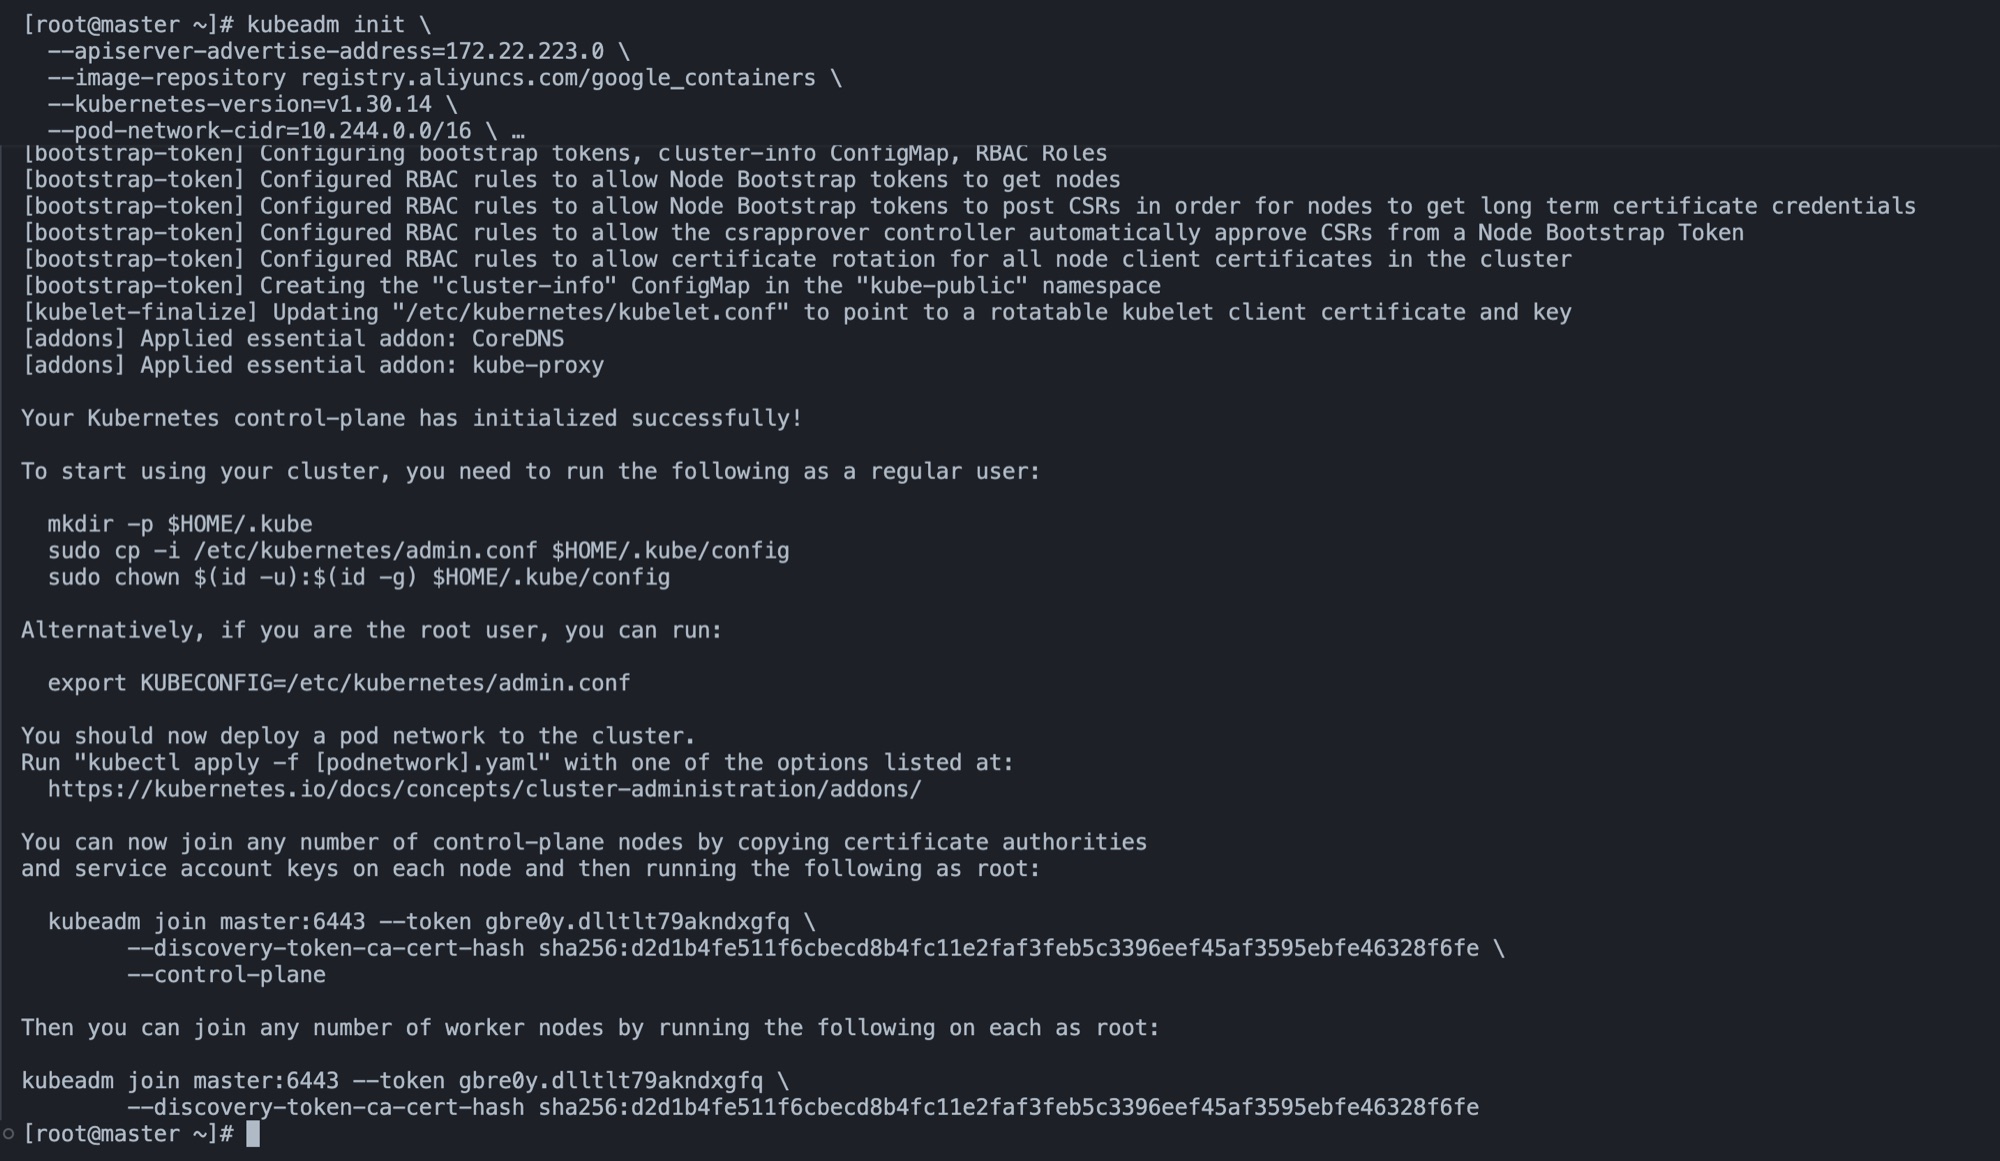 [root@master ~]# kubeadm init \
  --apiserver-advertise-address=172.22.223.0 \
  --image-repository registry.aliyuncs.com/google_containers \
  --kubernetes-version=v1.30.14 \
  --pod-network-cidr=10.244.0.0/16 \ …
[bootstrap-token] Configuring bootstrap tokens, cluster-info ConfigMap, RBAC Roles
[bootstrap-token] Configured RBAC rules to allow Node Bootstrap tokens to get nodes
[bootstrap-token] Configured RBAC rules to allow Node Bootstrap tokens to post CSRs in order for nodes to get long term certificate credentials
[bootstrap-token] Configured RBAC rules to allow the csrapprover controller automatically approve CSRs from a Node Bootstrap Token
[bootstrap-token] Configured RBAC rules to allow certificate rotation for all node client certificates in the cluster
[bootstrap-token] Creating the "cluster-info" ConfigMap in the "kube-public" namespace
[kubelet-finalize] Updating "/etc/kubernetes/kubelet.conf" to point to a rotatable kubelet client certificate and key
[addons] Applied essential addon: CoreDNS
[addons] Applied essential addon: kube-proxy

Your Kubernetes control-plane has initialized successfully!

To start using your cluster, you need to run the following as a regular user:

  mkdir -p $HOME/.kube
  sudo cp -i /etc/kubernetes/admin.conf $HOME/.kube/config
  sudo chown $(id -u):$(id -g) $HOME/.kube/config

Alternatively, if you are the root user, you can run:

  export KUBECONFIG=/etc/kubernetes/admin.conf

You should now deploy a pod network to the cluster.
Run "kubectl apply -f [podnetwork].yaml" with one of the options listed at:
  https://kubernetes.io/docs/concepts/cluster-administration/addons/

You can now join any number of control-plane nodes by copying certificate authorities
and service account keys on each node and then running the following as root:

  kubeadm join master:6443 --token gbre0y.dlltlt79akndxgfq \
        --discovery-token-ca-cert-hash sha256:d2d1b4fe511f6cbecd8b4fc11e2faf3feb5c3396eef45af3595ebfe46328f6fe \
        --control-plane

Then you can join any number of worker nodes by running the following on each as root:

kubeadm join master:6443 --token gbre0y.dlltlt79akndxgfq \
        --discovery-token-ca-cert-hash sha256:d2d1b4fe511f6cbecd8b4fc11e2faf3feb5c3396eef45af3595ebfe46328f6fe
[root@master ~]#